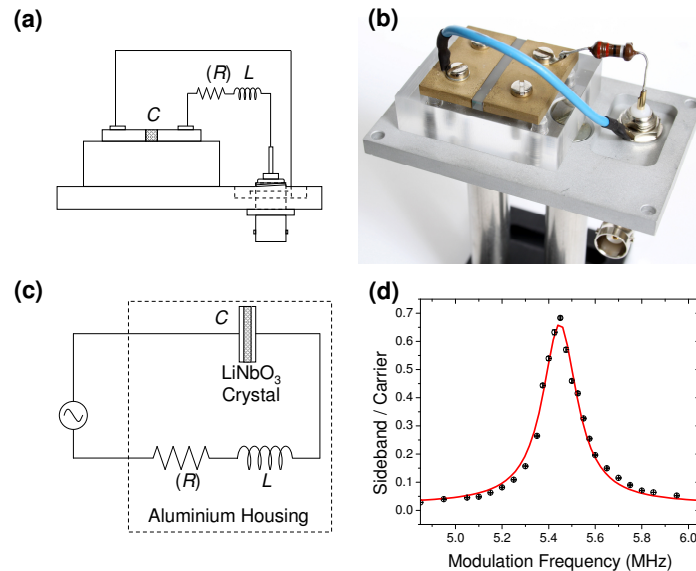 (a)
(R) L
C
(b)
(c)
C
LiNbO3
Crystal
(R) L
Aluminium Housing
(d)
Sideband / Carrier
0.7
0.6
0.5
0.4
0.3
0.2
0.1
0.0
5.0 5.2 5.4 5.6 5.8 6.0
Modulation Frequency (MHz)